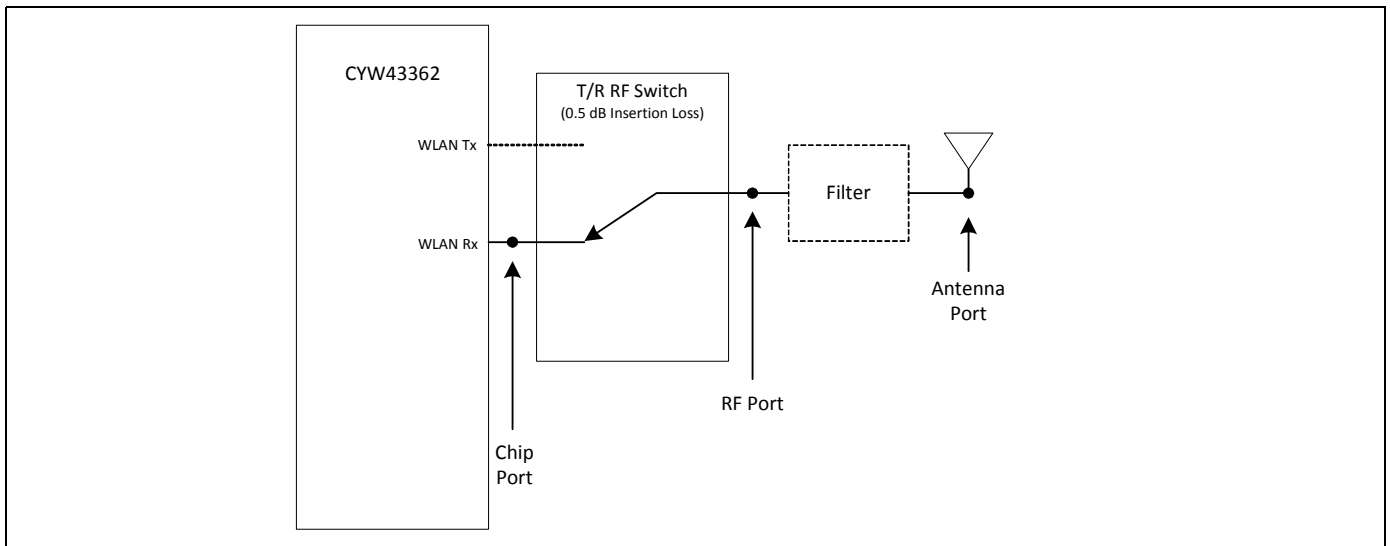 CYW43362
T/R RF Switch
(0.5 dB Insertion Loss)
WLAN Tx
Filter
WLAN Rx
Antenna
Port
RF Port
Chip
Port